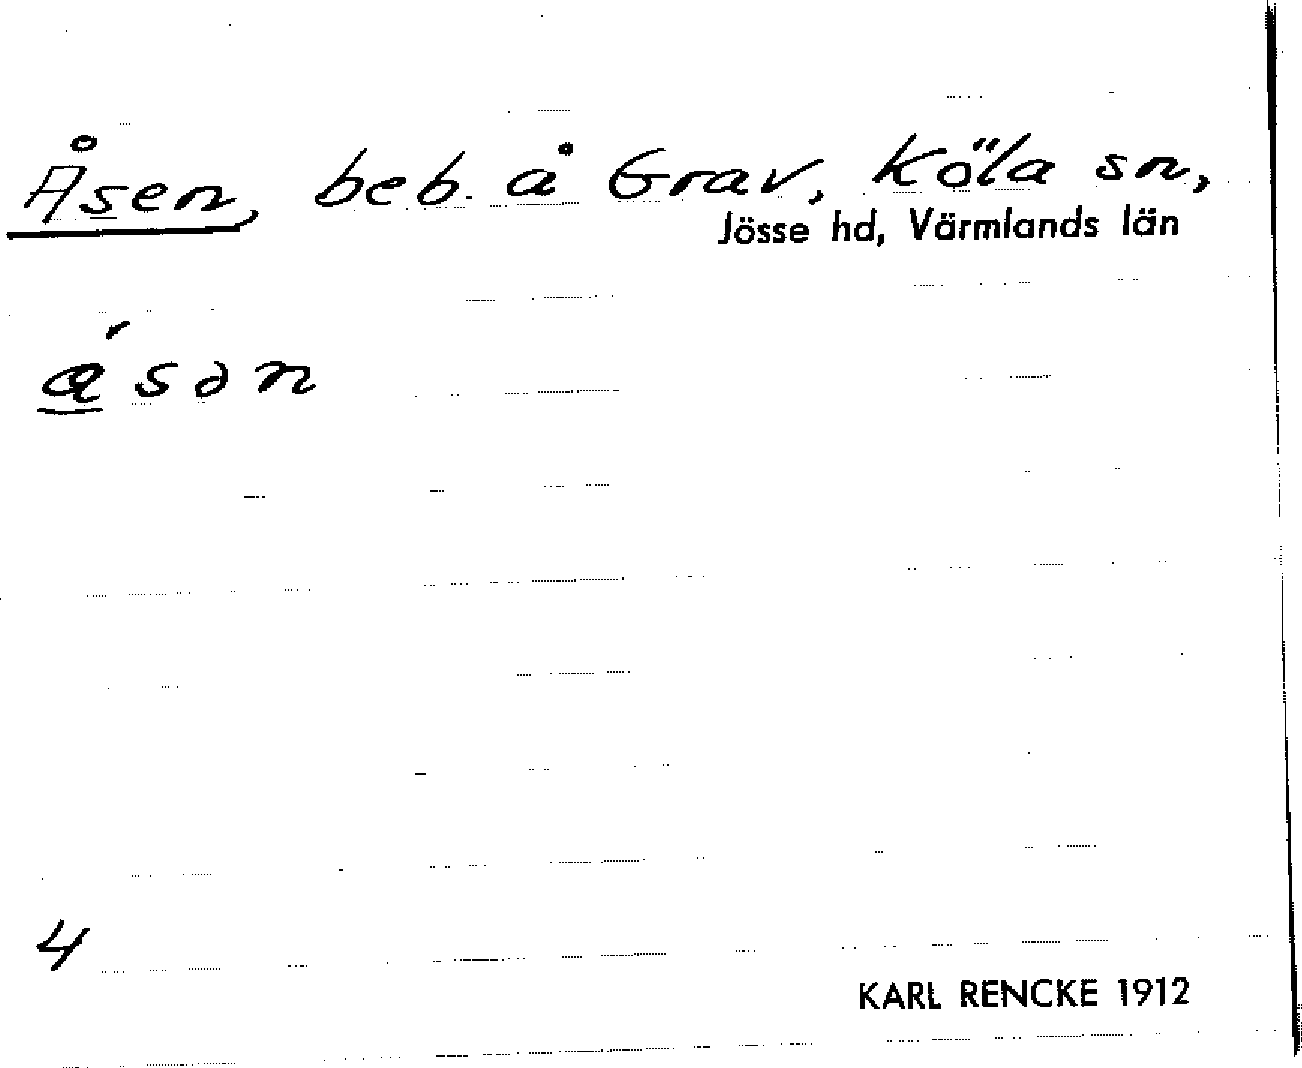 Åsen, beb. å Grav, Köla sn,
Jösse hd, Värmlands län
ǻ̲sən
4
KARL RENCKE 1912